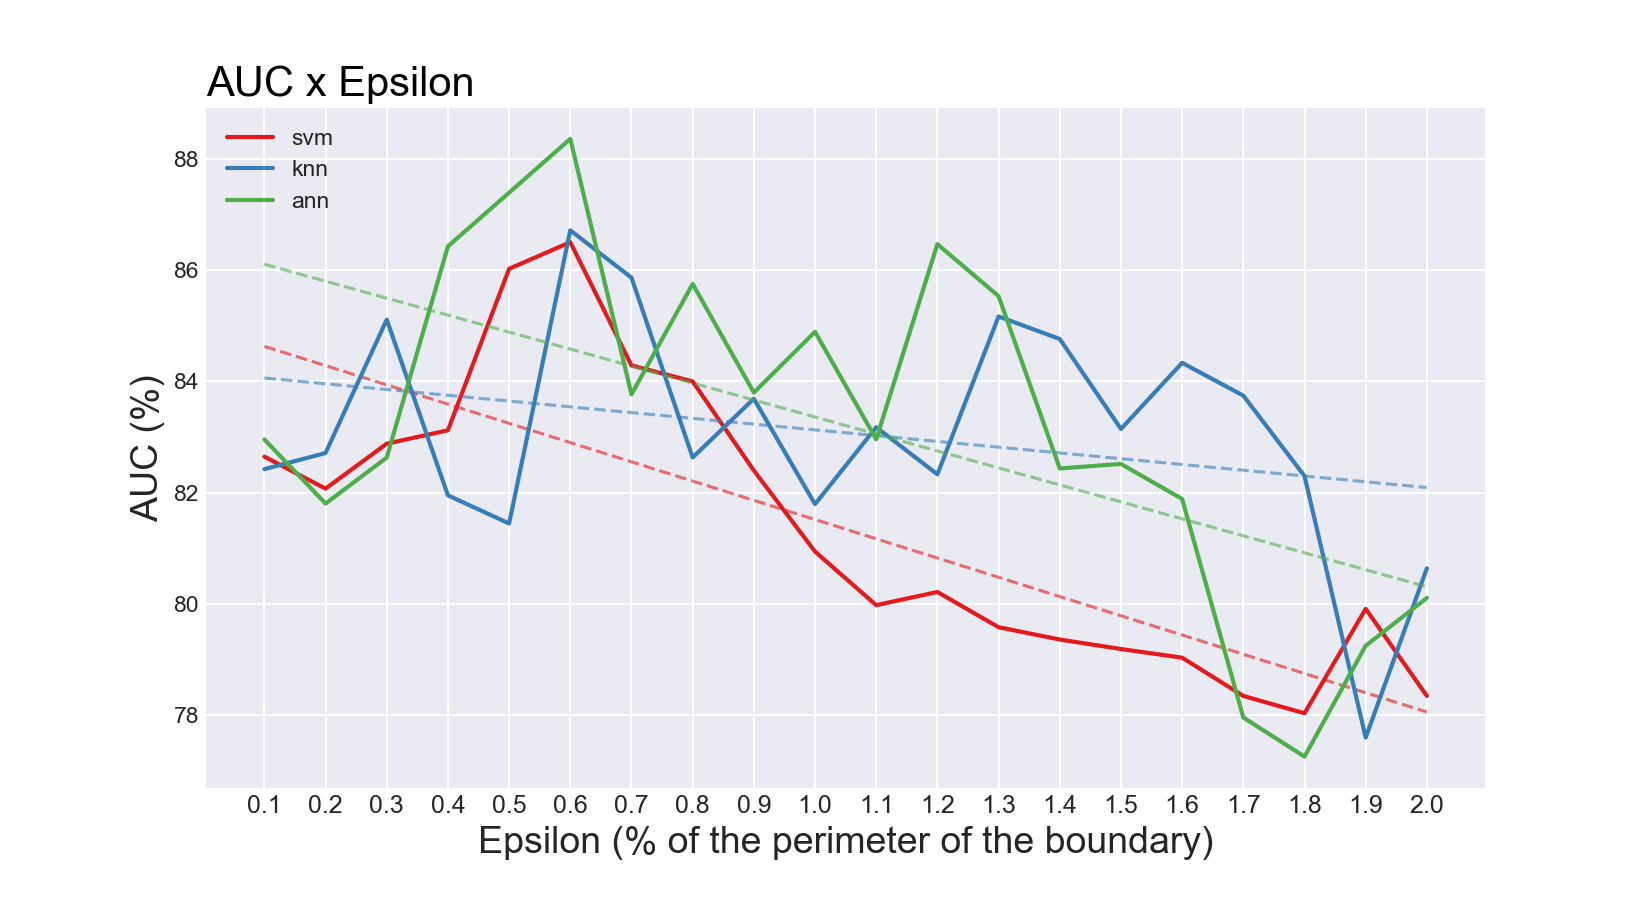 AUC x Epsilon
svm
knn
ann
88
86
84
82
80
78
AUC (%)
0.1 0.2 0.3 0.4 0.5 0.6 0.7 0.8 0.9 1.0 1.1 1.2 1.3 1.4 1.5 1.6 1.7 1.8 1.9 2.0
Epsilon (% of the perimeter of the boundary)